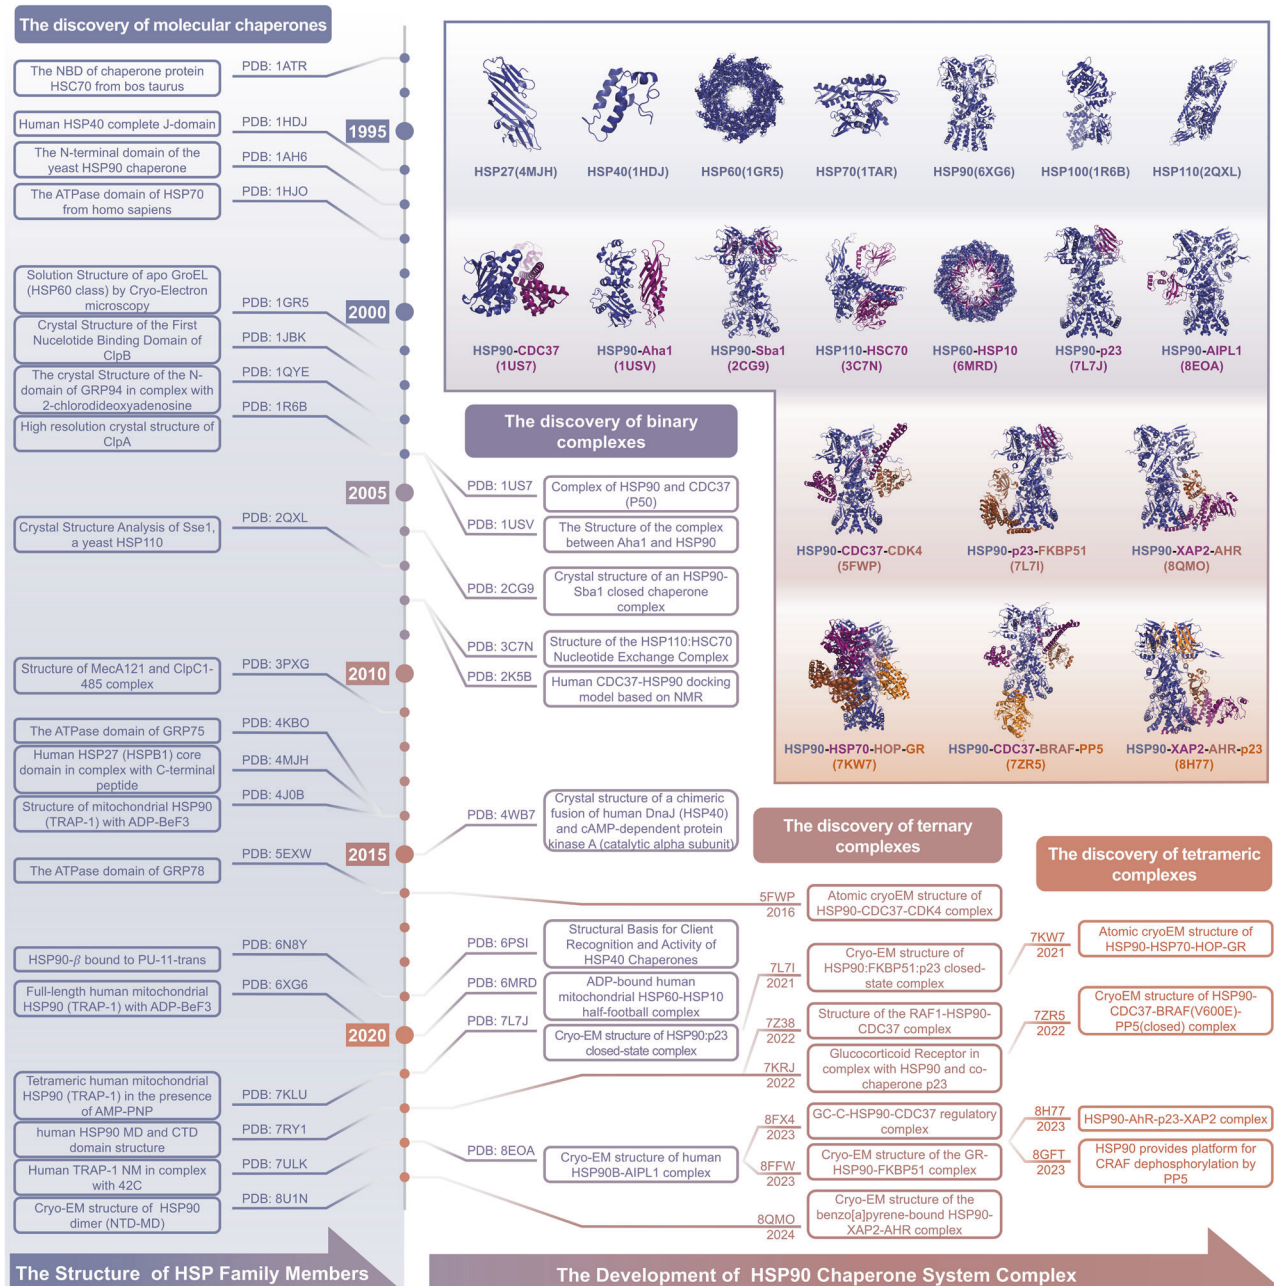 The discovery of molecular chaperones
The NBD of chaperone protein
HSC70 from bos taurus
PDB: 1ATR
Human HSP40 complete J-domain
PDB: 1HDJ
1995
The N-terminal domain of the
yeast HSP90 chaperone
PDB: 1AH6
The ATPase domain of HSP70
from homo sapiens
PDB: 1HJO
Solution Structure of apo GroEL
(HSP60 class) by Cryo-Electron
microscopy
PDB: 1GR5
2000
Crystal Structure of the First
Nucelotide Binding Domain of
ClpB
PDB: 1JBK
The crystal Structure of the N-
domain of GRP94 in complex with
2-chlorodideoxyadenosine
PDB: 1QYE
High resolution crystal structure of
ClpA
PDB: 1R6B
2005
Crystal Structure Analysis of Sse1,
a yeast HSP110
PDB: 2QXL
Structure of MecA121 and ClpC1-
485 complex
PDB: 3PXG
2010
The ATPase domain of GRP75
PDB: 4KBO
Human HSP27 (HSPB1) core
domain in complex with C-terminal
peptide
PDB: 4MJH
Structure of mitochondrial HSP90
(TRAP-1) with ADP-BeF3
PDB: 4J0B
2015
The ATPase domain of GRP78
PDB: 5EXW
HSP90-β bound to PU-11-trans
PDB: 6N8Y
Full-length human mitochondrial
HSP90 (TRAP-1) with ADP-BeF3
PDB: 6XG6
2020
Tetrameric human mitochondrial
HSP90 (TRAP-1) in the presence
of AMP-PNP
PDB: 7KLU
human HSP90 MD and CTD
domain structure
PDB: 7RY1
Human TRAP-1 NM in complex
with 42C
PDB: 7ULK
Cryo-EM structure of HSP90
dimer (NTD-MD)
PDB: 8U1N
The Structure of HSP Family Members
HSP27(4MJH)
HSP40(1HDJ)
HSP60(1GR5)
HSP70(1TAR)
HSP90(6XG6)
HSP100(1R6B)
HSP110(2QXL)
HSP90-CDC37
(1US7)
HSP90-Aha1
(1USV)
HSP90-Sba1
(2CG9)
HSP110-HSC70
(3C7N)
HSP60-HSP10
(6MRD)
HSP90-p23
(7L7J)
HSP90-AIPL1
(8EOA)
HSP90-CDC37-CDK4
(5FWP)
HSP90-p23-FKBP51
(7L7I)
HSP90-XAP2-AHR
(8QMO)
HSP90-HSP70-HOP-GR
(7KW7)
HSP90-CDC37-BRAF-PP5
(7ZR5)
HSP90-XAP2-AHR-p23
(8H77)
The discovery of binary
complexes
PDB: 1US7
Complex of HSP90 and CDC37
(P50)
PDB: 1USV
The Structure of the complex
between Aha1 and HSP90
PDB: 2CG9
Crystal structure of an HSP90-
Sba1 closed chaperone
complex
PDB: 3C7N
Structure of the HSP110:HSC70
Nucleotide Exchange Complex
PDB: 2K5B
Human CDC37-HSP90 docking
model based on NMR
PDB: 4WB7
Crystal structure of a chimeric
fusion of human DnaJ (HSP40)
and cAMP-dependent protein
kinase A (catalytic alpha subunit)
PDB: 6PSI
Structural Basis for Client
Recognition and Activity of
HSP40 Chaperones
PDB: 6MRD
ADP-bound human
mitochondrial HSP60-HSP10
half-football complex
PDB: 7L7J
Cryo-EM structure of HSP90:p23
closed-state complex
PDB: 8EOA
Cryo-EM structure of human
HSP90B-AIPL1 complex
The discovery of ternary
complexes
5FWP
2016
Atomic cryoEM structure of
HSP90-CDC37-CDK4 complex
7L7I
2021
Cryo-EM structure of
HSP90:FKBP51:p23 closed-
state complex
7Z38
2022
Structure of the RAF1-HSP90-
CDC37 complex
7KRJ
2022
Glucocorticoid Receptor in
complex with HSP90 and co-
chaperone p23
8FX4
2023
GC-C-HSP90-CDC37 regulatory
complex
8FFW
2023
Cryo-EM structure of the GR-
HSP90-FKBP51 complex
8QMO
2024
Cryo-EM structure of the
benzo[a]pyrene-bound HSP90-
XAP2-AHR complex
The discovery of tetrameric
complexes
7KW7
2021
Atomic cryoEM structure of
HSP90-HSP70-HOP-GR
7ZR5
2022
CryoEM structure of HSP90-
CDC37-BRAF(V600E)-
PP5(closed) complex
8H77
2023
HSP90-AhR-p23-XAP2 complex
8GFT
2023
HSP90 provides platform for
CRAF dephosphorylation by
PP5
The Development of HSP90 Chaperone System Complex